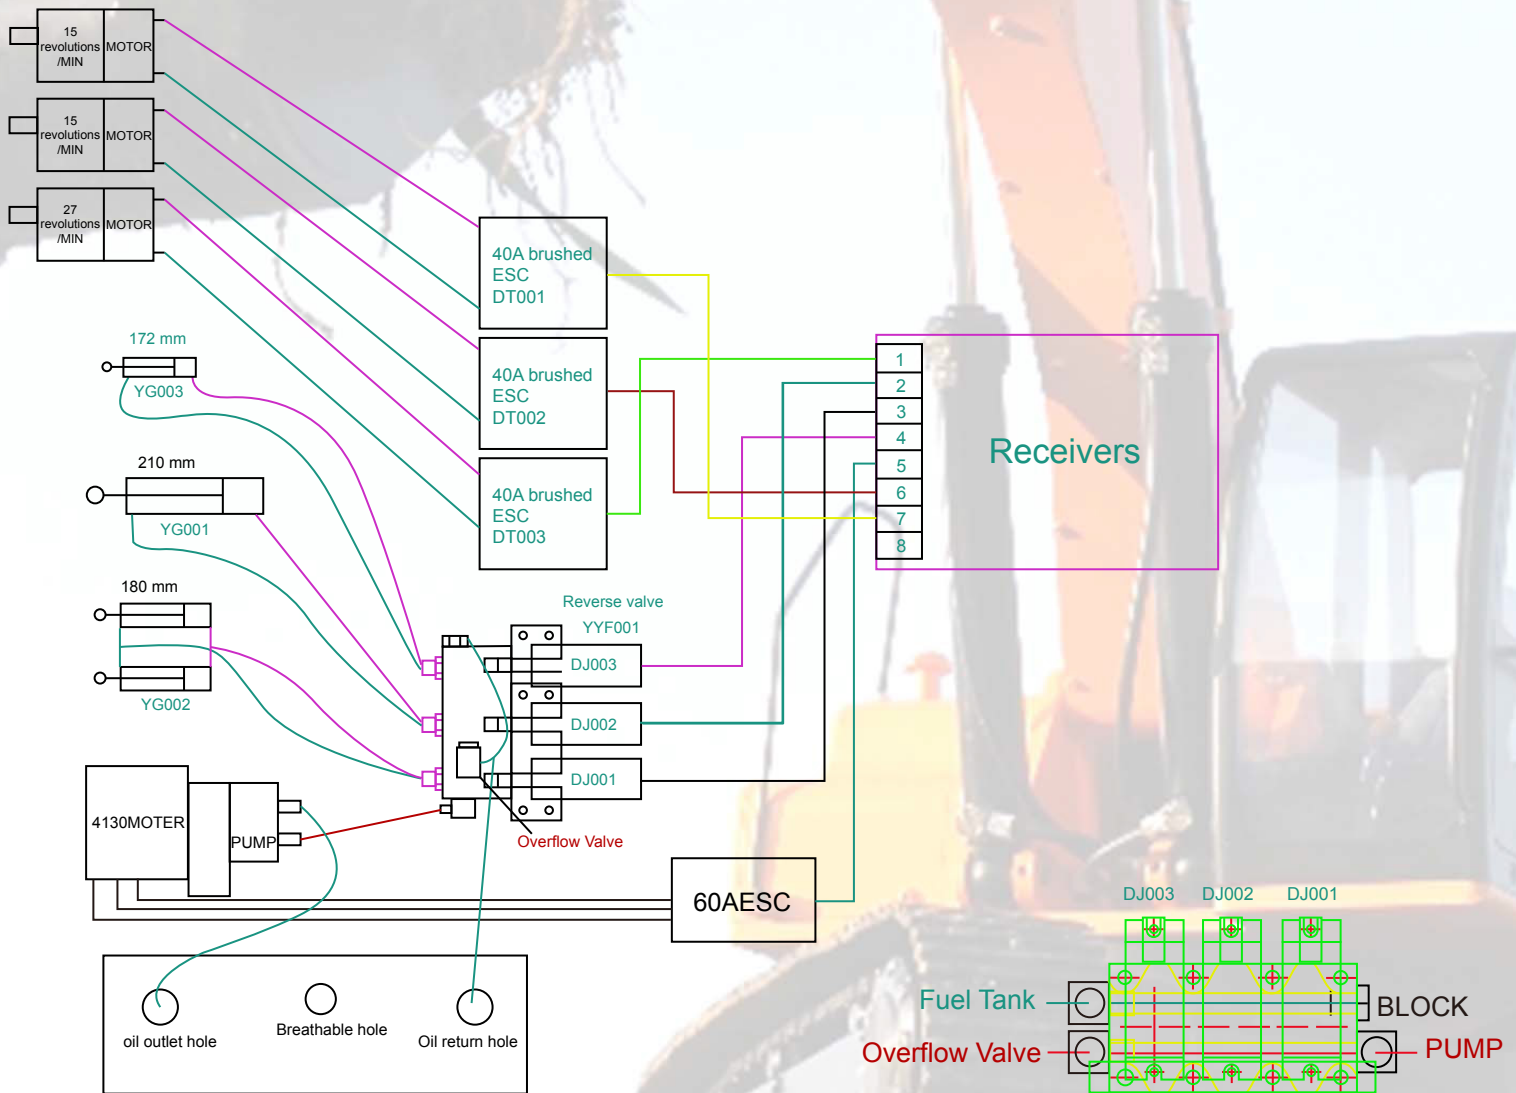 15
revolutions
/MIN
MOTOR
15
revolutions
/MIN
MOTOR
27
revolutions
/MIN
MOTOR
40A brushed
ESC
DT001
40A brushed
ESC
DT002
40A brushed
ESC
DT003
172 mm
YG003
210 mm
YG001
180 mm
YG002
1
2
3
4
5
6
7
8
Receivers
Reverse valve
YYF001
DJ003
DJ002
DJ001
Overflow Valve
4130MOTER
PUMP
60AESC
oil outlet hole
Breathable hole
Oil return hole
DJ003 DJ002 DJ001
Fuel Tank
BLOCK
Overflow Valve
PUMP